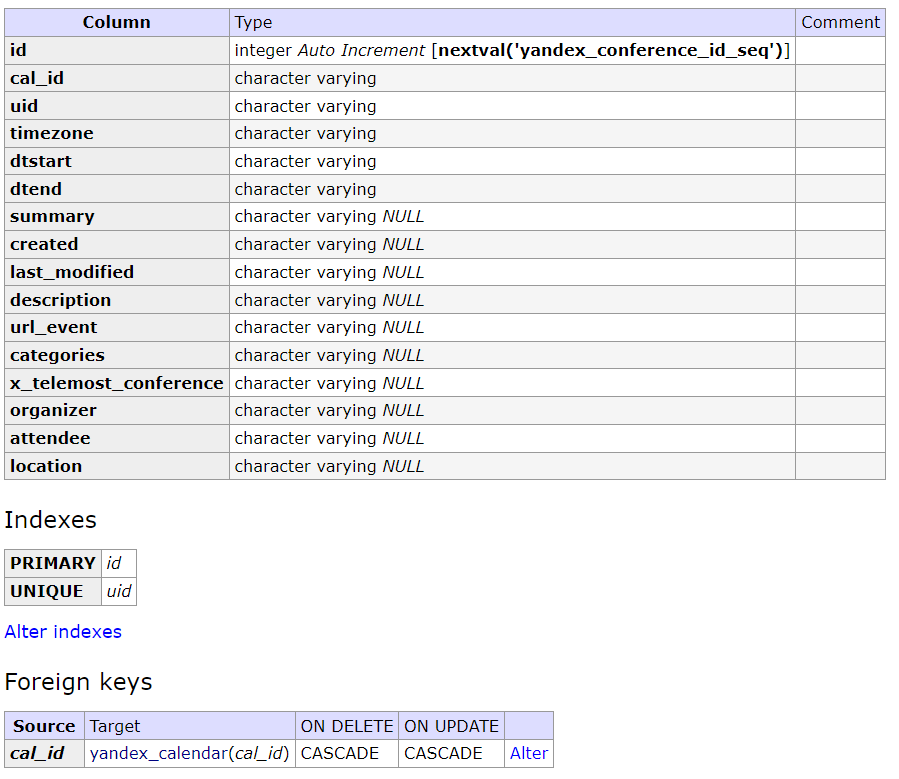 Column Type Comment
id integer Auto Increment [nextval('yandex_conference_id_seq')]
cal_id character varying
uid character varying
timezone character varying
dtstart character varying
dtend character varying
summary character varying NULL
created character varying NULL
last_modified character varying NULL
description character varying NULL
url_event character varying NULL
categories character varying NULL
x_telemost_conference character varying NULL
organizer character varying NULL
attendee character varying NULL
location character varying NULL
Indexes
PRIMARY id
UNIQUE uid
Alter indexes
Foreign keys
Source Target ON DELETE ON UPDATE
cal_id yandex_calendar(cal_id) CASCADE CASCADE Alter